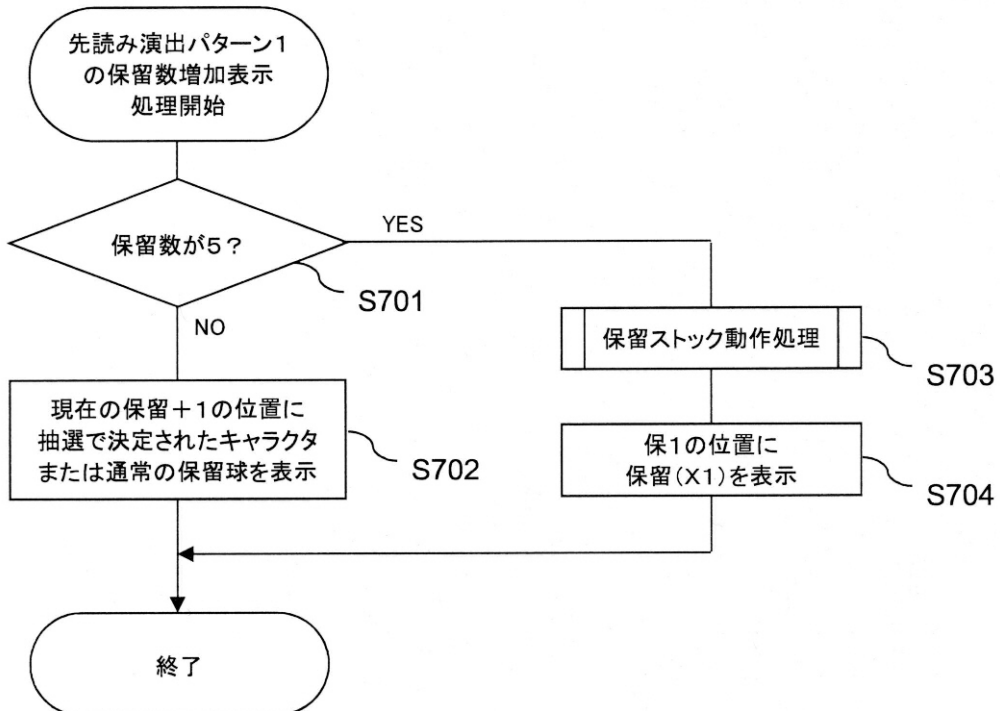 先読み演出パターン1
の保留数増加表示
処理開始
保留数が5?
YES
S701
NO
保留ストック動作処理
S703
現在の保留+1の位置に
抽選で決定されたキャラクタ
または通常の保留球を表示
S702
保1の位置に
保留(X1)を表示
S704
終了